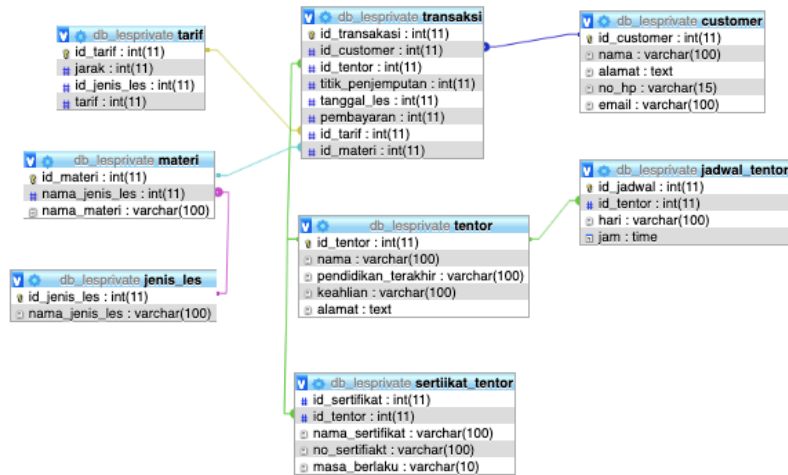 db_lesprivate tarif
id_tarif : int(11)
jarak : int(11)
id_jenis_les : int(11)
tarif : int(11)
db_lesprivate transaksi
id_transakasi : int(11)
id_customer : int(11)
id_tentor : int(11)
titik_penjemputan : int(11)
tanggal_les : int(11)
pembayaran : int(11)
id_tarif : int(11)
id_materi : int(11)
db_lesprivate customer
id_customer : int(11)
nama : varchar(100)
alamat : text
no_hp : varchar(15)
email : varchar(100)
db_lesprivate materi
id_materi : int(11)
nama_jenis_les : int(11)
nama_materi : varchar(100)
db_lesprivate jadwal_tentor
id_jadwal : int(11)
id_tentor : int(11)
hari : varchar(100)
jam : time
db_lesprivate tentor
id_tentor : int(11)
nama : varchar(100)
pendidikan_terakhir : varchar(100)
keahlian : varchar(100)
alamat : text
db_lesprivate jenis_les
id_jenis_les : int(11)
nama_jenis_les : varchar(100)
db_lesprivate sertiikat_tentor
id_sertifikat : int(11)
id_tentor : int(11)
nama_sertifikat : varchar(100)
no_sertifiakt : varchar(100)
masa_berlaku : varchar(10)